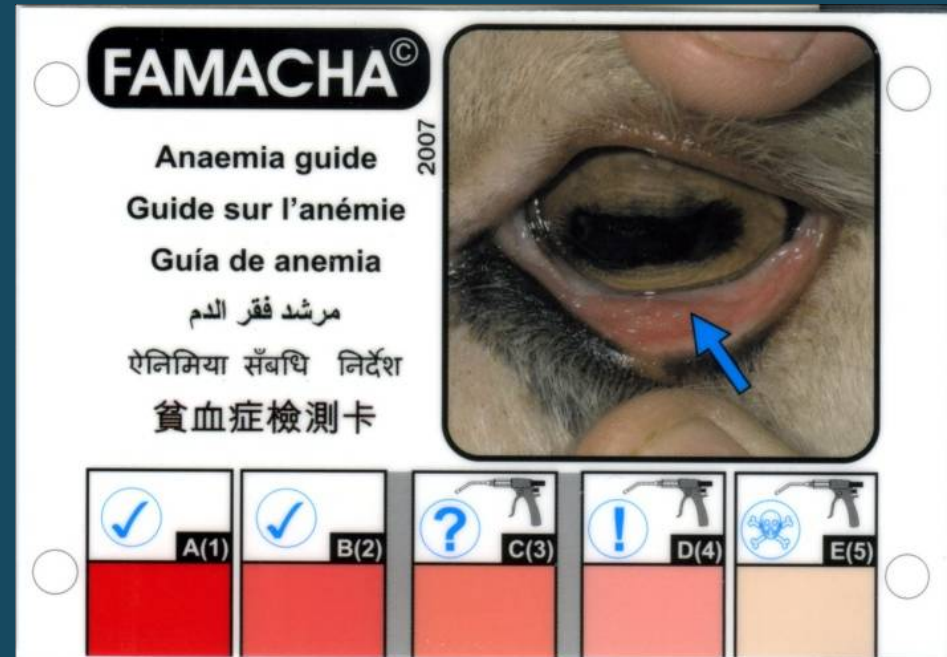 FAMACHA©
2007
Anaemia guide
Guide sur l'anémie
Guía de anemia
مرشد فقر الدم
ऐनिमिया सँबधि निर्देश
貧血症檢測卡
A(1)
B(2)
? C(3)
! D(4)
E(5)